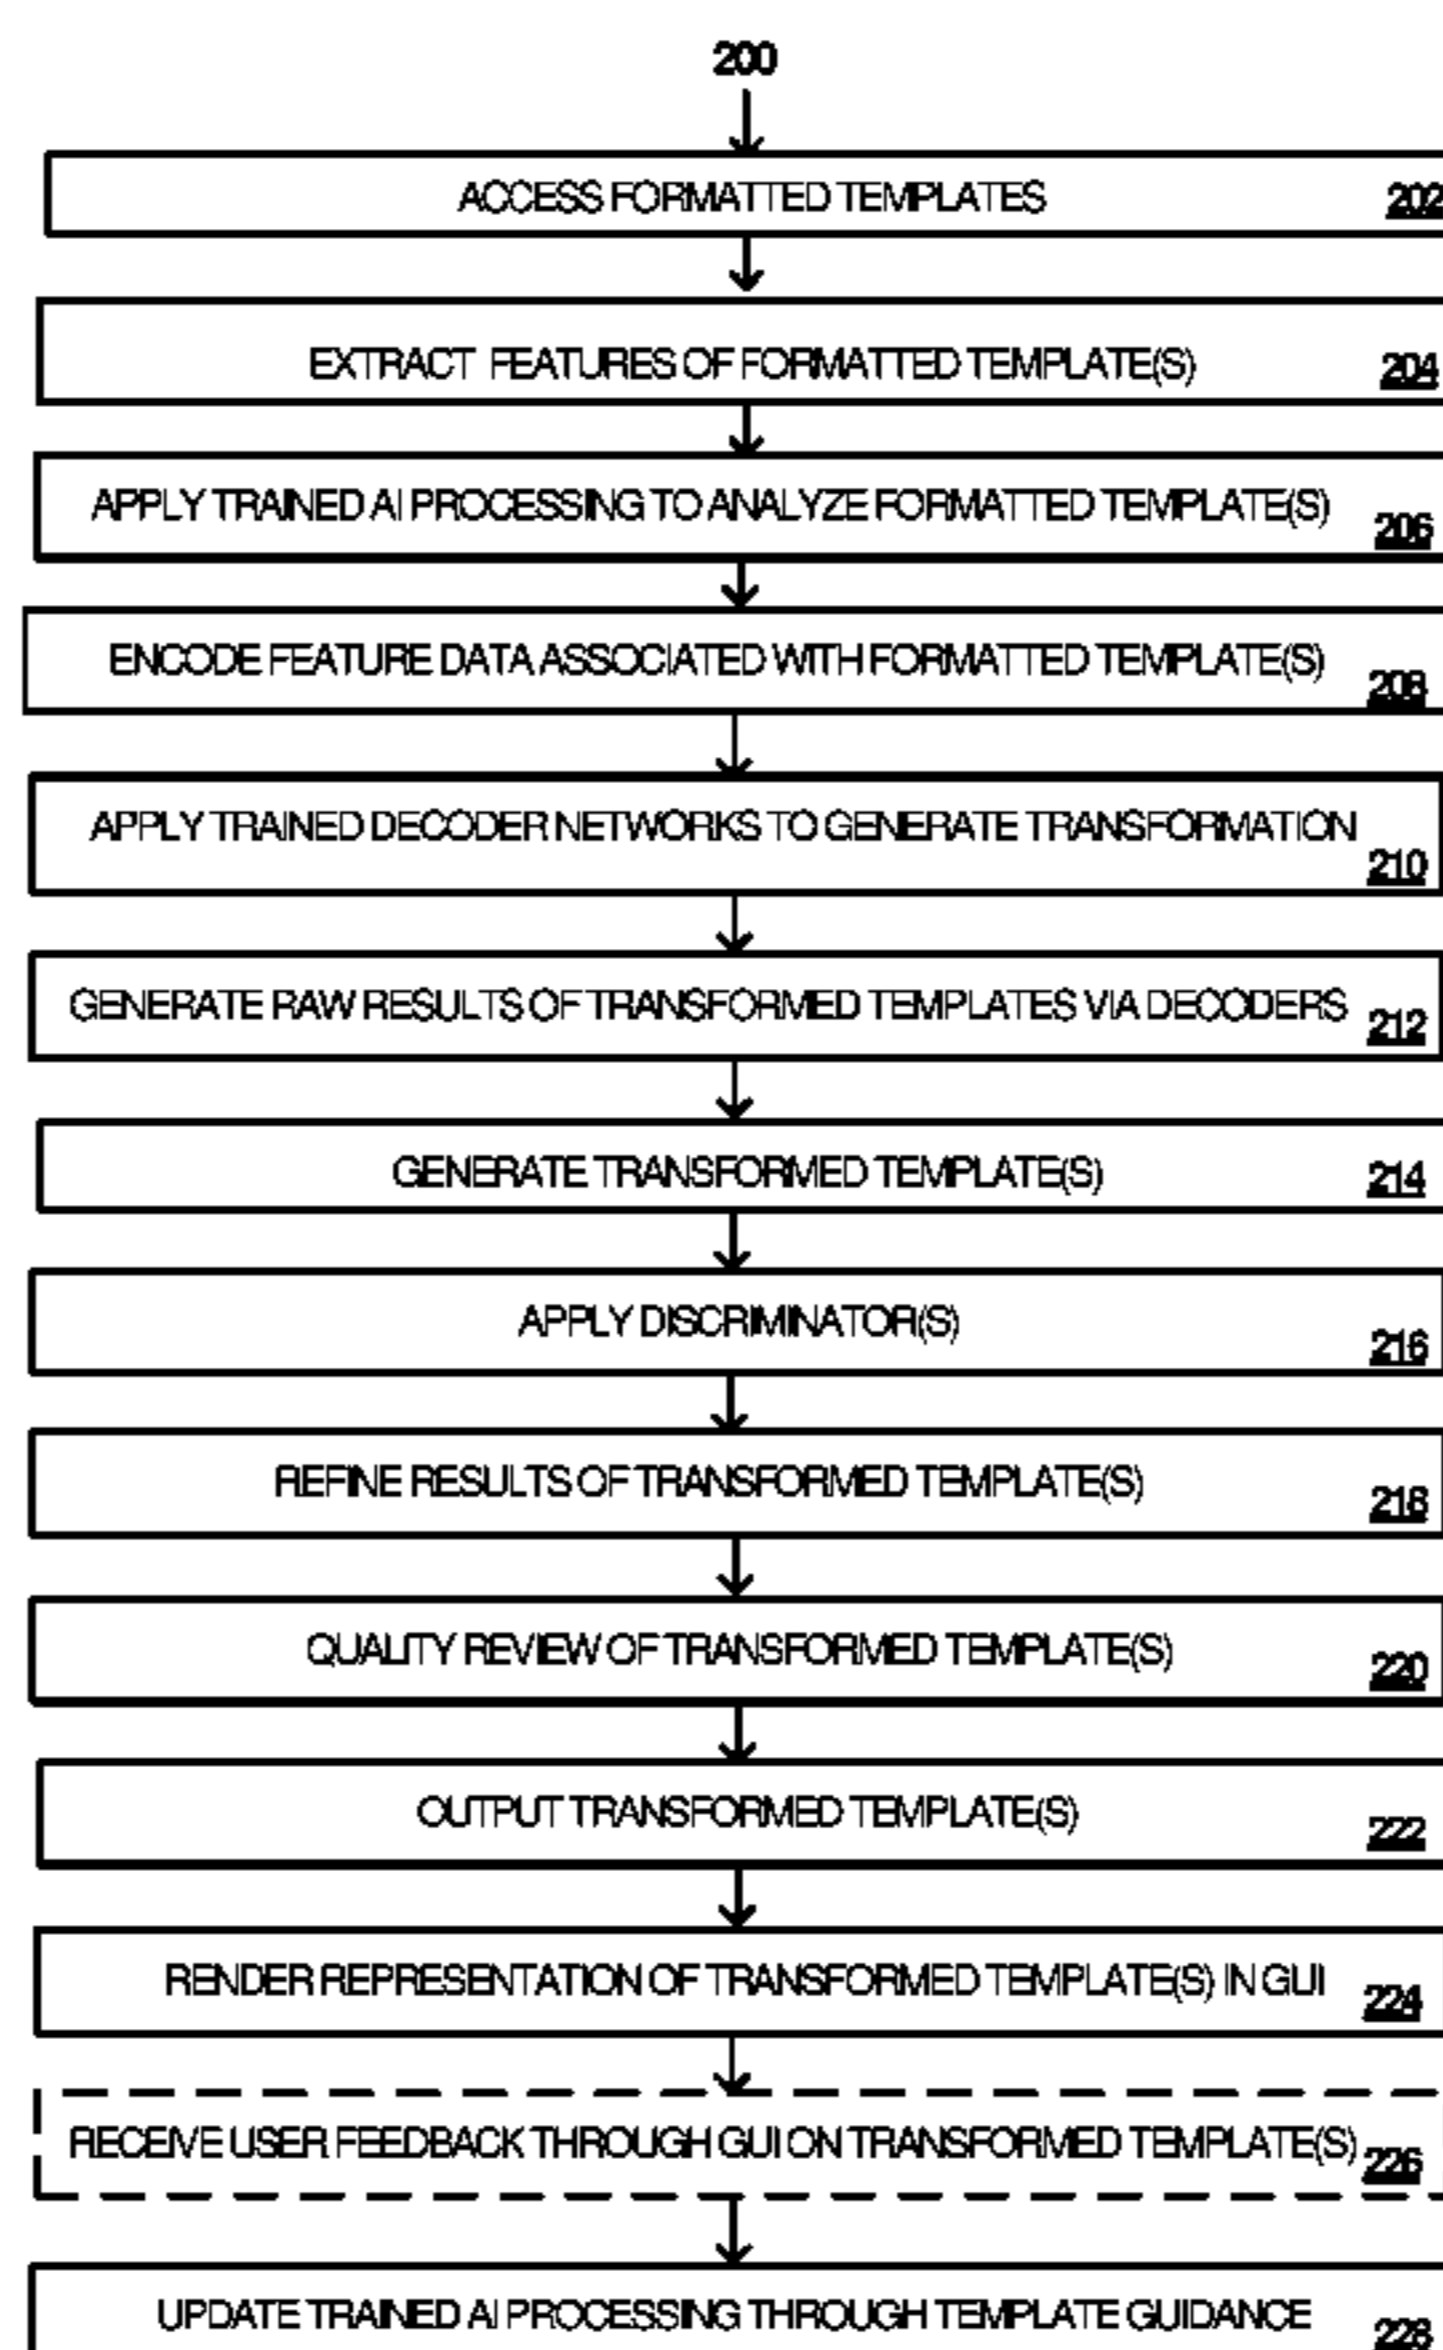 200
ACCESS FORMATTED TEMPLATES 202
EXTRACT FEATURES OF FORMATTED TEMPLATE(S) 204
APPLY TRAINED AI PROCESSING TO ANALYZE FORMATTED TEMPLATE(S) 206
ENCODE FEATURE DATA ASSOCIATED WITH FORMATTED TEMPLATE(S) 208
APPLY TRAINED DECODER NETWORKS TO GENERATE TRANSFORMATION 210
GENERATE RAW RESULTS OF TRANSFORMED TEMPLATES VIA DECODERS 212
GENERATE TRANSFORMED TEMPLATE(S) 214
APPLY DISCRIMINATOR(S) 216
REFINE RESULTS OF TRANSFORMED TEMPLATE(S) 218
QUALITY REVIEW OF TRANSFORMED TEMPLATE(S) 220
OUTPUT TRANSFORMED TEMPLATE(S) 222
RENDER REPRESENTATION OF TRANSFORMED TEMPLATE(S) IN GUI 224
RECEIVE USER FEEDBACK THROUGH GUI ON TRANSFORMED TEMPLATE(S) 226
UPDATE TRAINED AI PROCESSING THROUGH TEMPLATE GUIDANCE 228